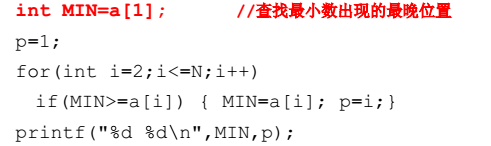 int MIN=a[1];      //查找最小数出现的最晚位置
p=1;
for(int i=2;i<=N;i++)
  if(MIN>=a[i]) { MIN=a[i]; p=i;}
printf("%d %d\n",MIN,p);